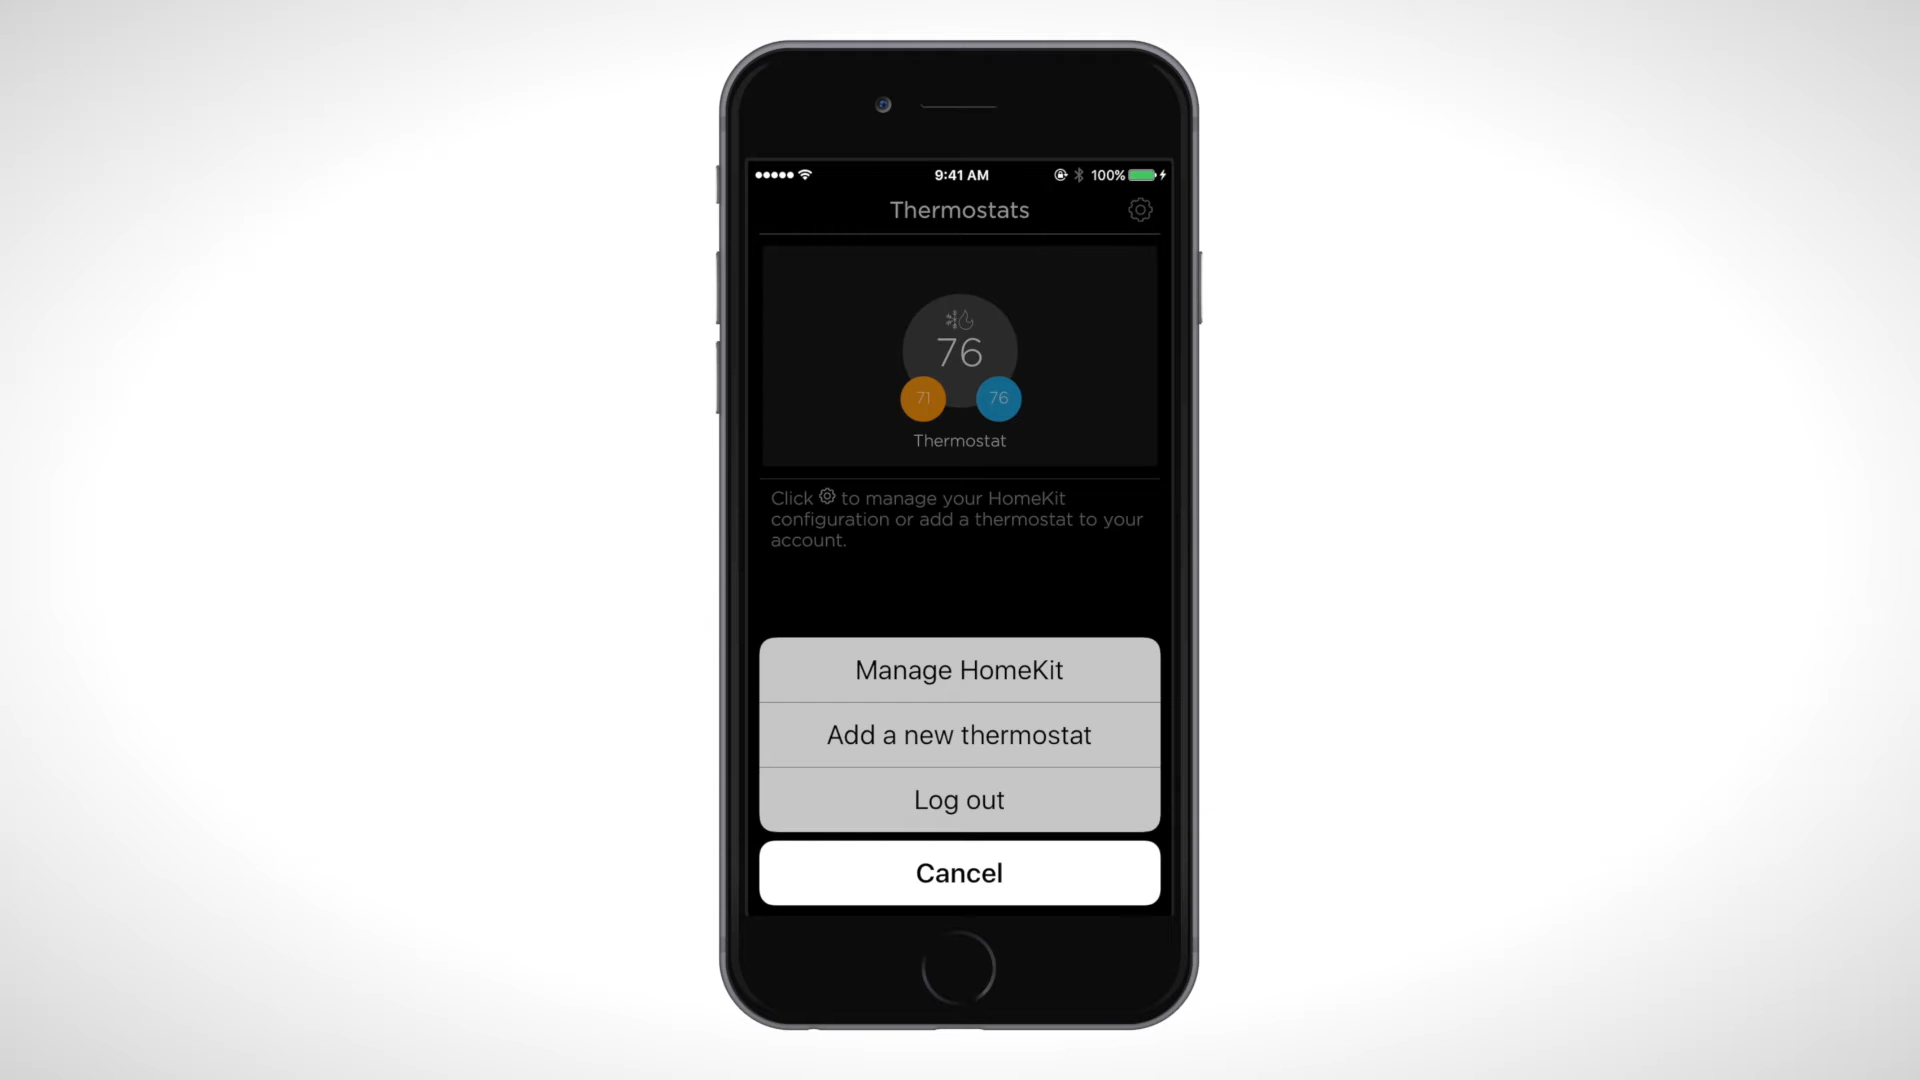 9:41 AM 100%
Thermostats
76
71 76
Thermostat
Click to manage your HomeKit
configuration or add a thermostat to your
account.
Manage HomeKit
Add a new thermostat
Log out
Cancel